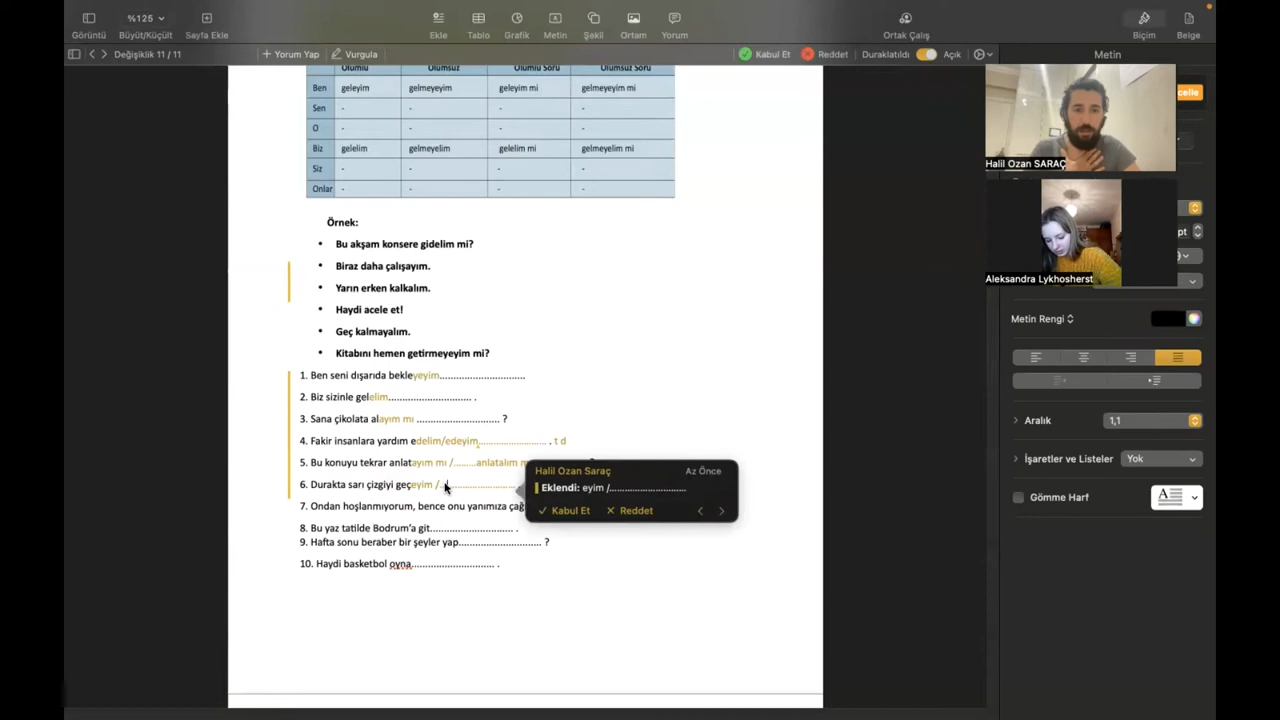 %125
Görüntü Büyüt/Küçült Sayfa Ekle Ekle Tablo Grafik Metin Şekil Ortam Yorum Ortak Çalış Biçim Belge
Değişiklik 11 / 11 Yorum Yap Vurgula Kabul Et Reddet Duraklatıldı Açık Metin
Olumlu Olumsuz Olumlu Soru Olumsuz Soru
Ben geleyim gelmeyeyim geleyim mi gelmeyeyim mi
Sen - - - -
O - - - -
Biz gelelim gelmeyelim gelelim mi gelmeyelim mi
Siz - - - -
Onlar - - - -
Örnek:
• Bu akşam konsere gidelim mi?
• Biraz daha çalışayım.
• Yarın erken kalkalım.
• Haydi acele et!
• Geç kalmayalım.
• Kitabını hemen getirmeyeyim mi?
1. Ben seni dışarıda bekleyeyim..............................
2. Biz sizinle gelelim............................. .
3. Sana çikolata alayım mı ............................. ?
4. Fakir insanlara yardım edelim/edeyim........................ . t d
5. Bu konuyu tekrar anlatayım mı /........anlatalım
6. Durakta sarı çizgiyi geçeyim /............................
7. Ondan hoşlanmıyorum, bence onu yanımıza
8. Bu yaz tatilde Bodrum'a git............................. .
9. Hafta sonu beraber bir şeyler yap............................. ?
10. Haydi basketbol oyna............................. .
Halil Ozan Saraç Az Önce
Eklendi: eyim /............................
Kabul Et Reddet
Halil Ozan SARAÇ
Aleksandra Lykhosherst
celle
pt
Metin Rengi
Aralık 1,1
İşaretler ve Listeler Yok
Gömme Harf A